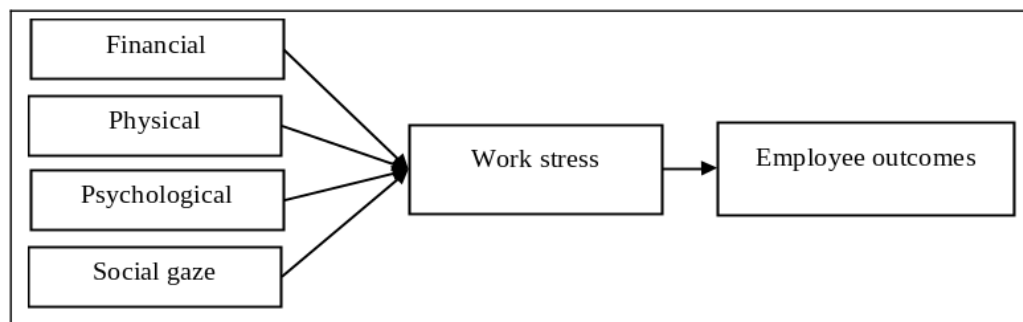 Financial
Physical
Psychological
Social gaze
Work stress
Employee outcomes